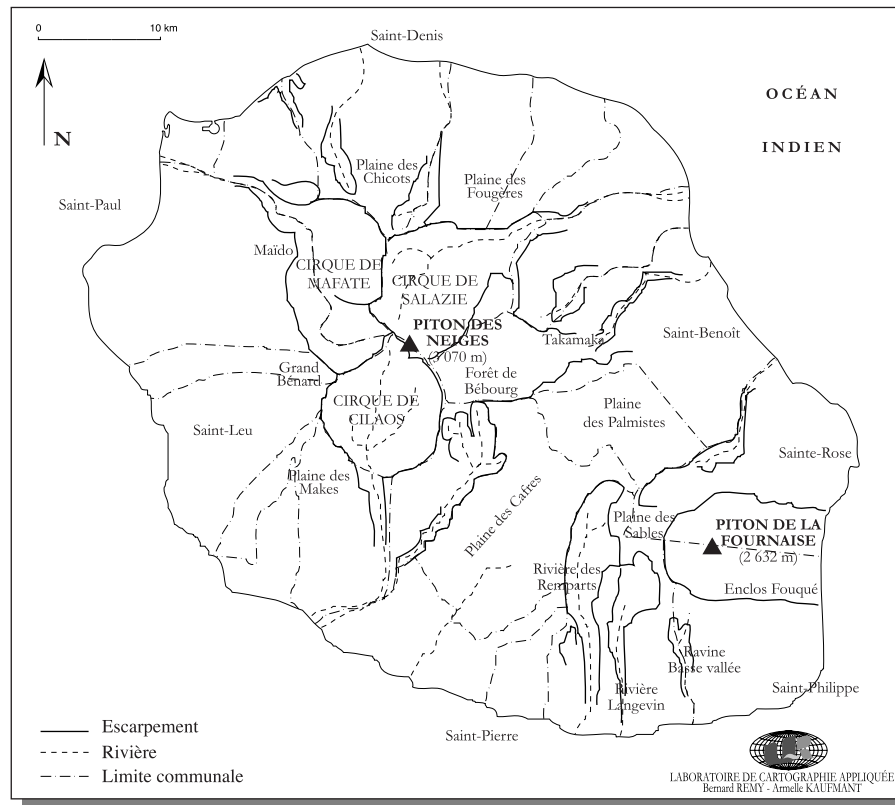 0
10 km
Saint-Denis
OCÉAN
INDIEN
N
Plaine des
Chicots
Plaine des
Fougères
Saint-Paul
Maïdo
CIRQUE DE
MAFATE
CIRQUE DE
SALAZIE
PITON DES
NEIGES
(3 070 m)
Takamaka
Saint-Benoît
Grand
Bénard
Forêt de
Bébourg
CIRQUE DE
CILAOS
Plaine
des Palmistes
Saint-Leu
Sainte-Rose
Plaine des
Makes
Plaine des Cafres
Plaine des
Sables
PITON DE LA
FOURNAISE
(2 632 m)
Rivière des
Remparts
Enclos Fouqué
Ravine
Basse vallée
Rivière
Langevin
Saint-Philippe
Saint-Pierre
Escarpement
Rivière
Limite communale
LABORATOIRE DE CARTOGRAPHIE APPLIQUÉE
Bernard REMY - Armelle KAUFMANT